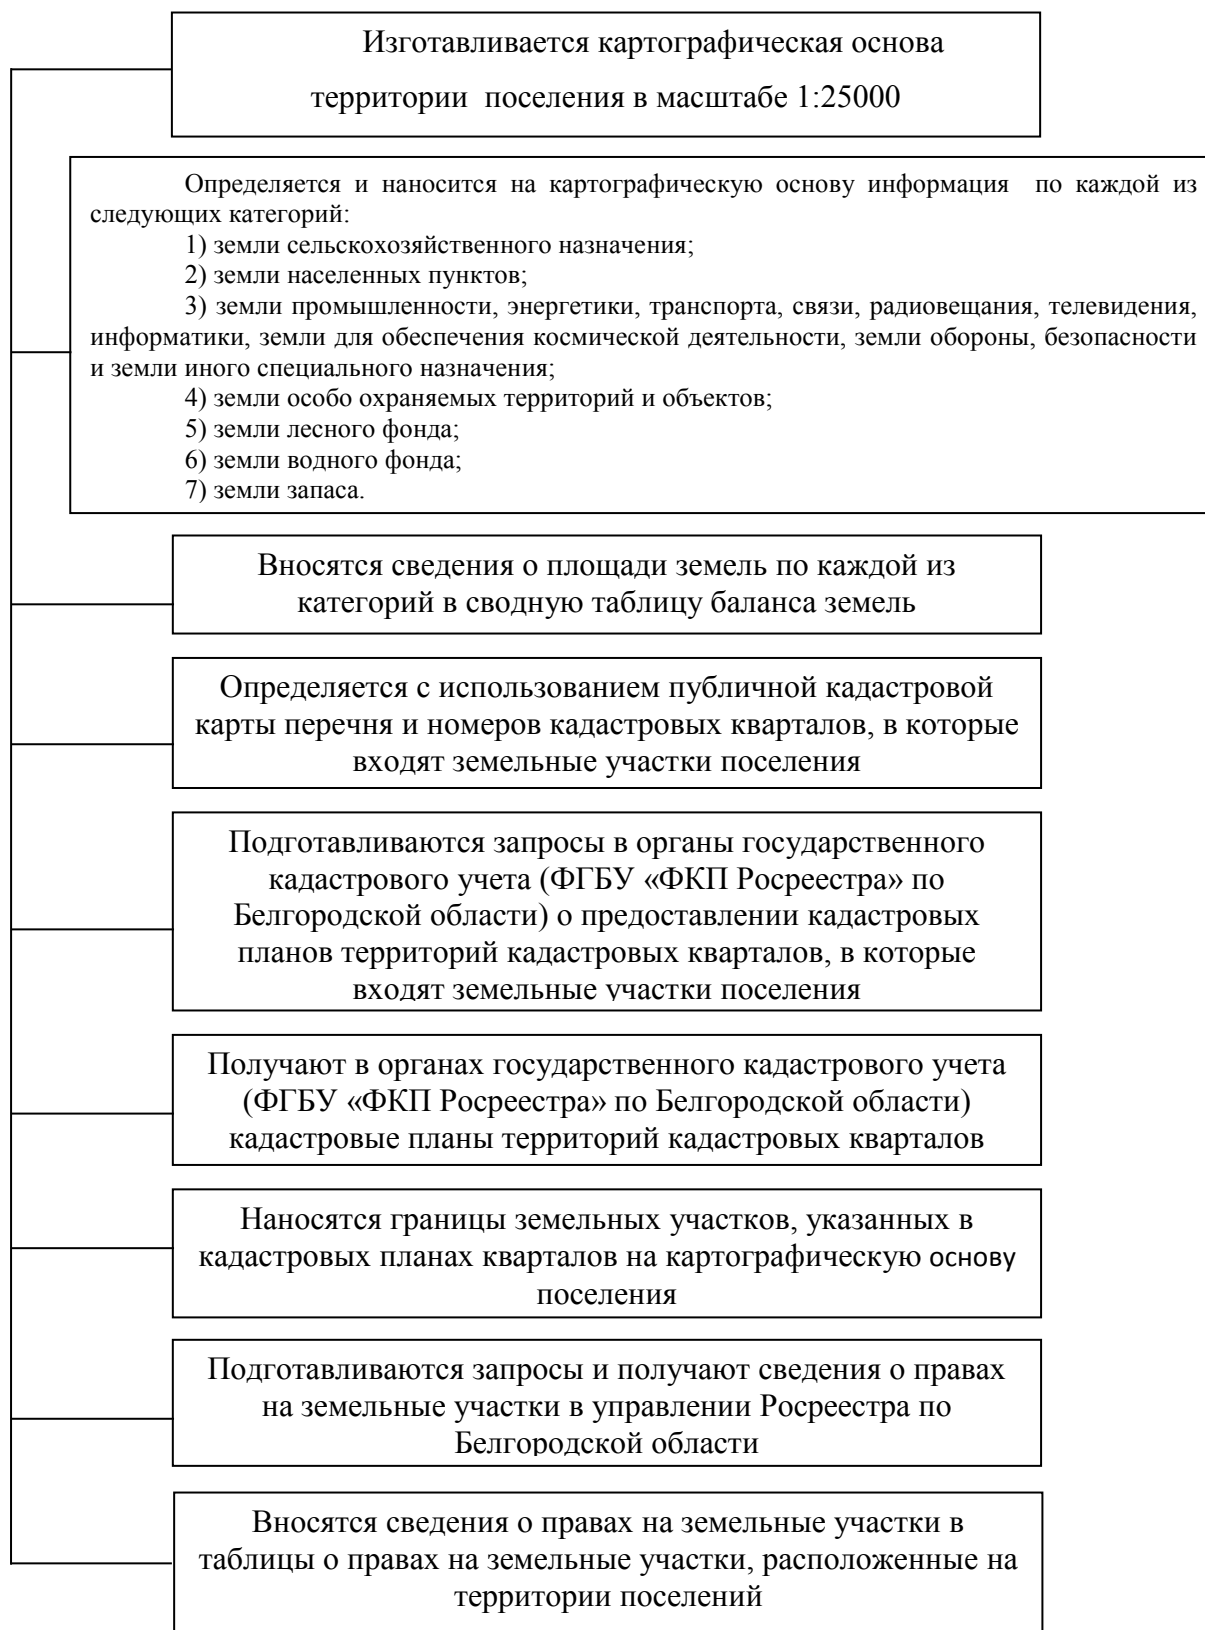 Изготавливается картографическая основа
территории поселения в масштабе 1:25000
Определяется и наносится на картографическую основу информация по каждой из
следующих категорий:
1) земли сельскохозяйственного назначения;
2) земли населенных пунктов;
3) земли промышленности, энергетики, транспорта, связи, радиовещания, телевидения,
информатики, земли для обеспечения космической деятельности, земли обороны, безопасности
и земли иного специального назначения;
4) земли особо охраняемых территорий и объектов;
5) земли лесного фонда;
6) земли водного фонда;
7) земли запаса.
Вносятся сведения о площади земель по каждой из
категорий в сводную таблицу баланса земель
Определяется с использованием публичной кадастровой
карты перечня и номеров кадастровых кварталов, в которые
входят земельные участки поселения
Подготавливаются запросы в органы государственного
кадастрового учета (ФГБУ «ФКП Росреестра» по
Белгородской области) о предоставлении кадастровых
планов территорий кадастровых кварталов, в которые
входят земельные участки поселения
Получают в органах государственного кадастрового учета
(ФГБУ «ФКП Росреестра» по Белгородской области)
кадастровые планы территорий кадастровых кварталов
Наносятся границы земельных участков, указанных в
кадастровых планах кварталов на картографическую основу
поселения
Подготавливаются запросы и получают сведения о правах
на земельные участки в управлении Росреестра по
Белгородской области
Вносятся сведения о правах на земельные участки в
таблицы о правах на земельные участки, расположенные на
территории поселений